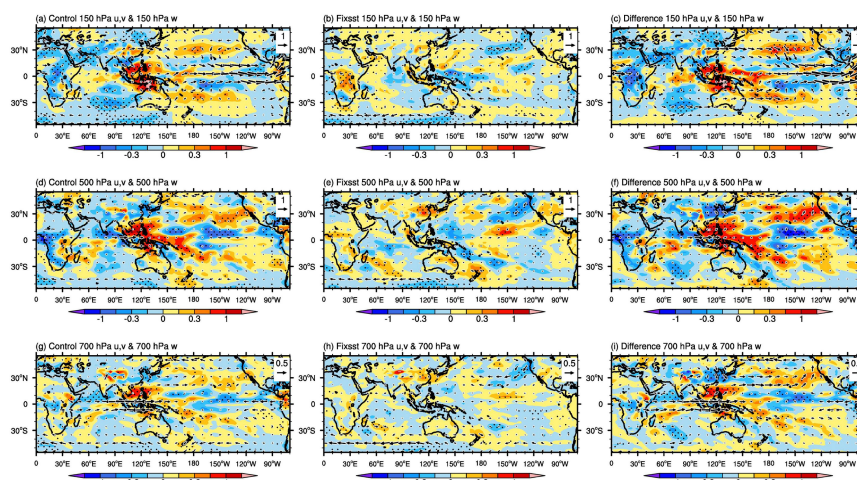 (a) Control 150 hPa u,v & 150 hPa w
(b) Fixsst 150 hPa u,v & 150 hPa w
(c) Difference 150 hPa u,v & 150 hPa w
1
1
30°N
0
30°S
30°N
0
30°S
30°N
0
30°S
0 30°E 60°E 90°E 120°E 150°E 180° 150°W 120°W 90°W
0 30°E 60°E 90°E 120°E 150°E 180° 150°W 120°W 90°W
0 30°E 60°E 90°E 120°E 150°E 180° 150°W 120°W 90°W
-1 -0.3 0 0.3 1
-1 -0.3 0 0.3 1
-1 -0.3 0 0.3 1
(d) Control 500 hPa u,v & 500 hPa w
(e) Fixsst 500 hPa u,v & 500 hPa w
(f) Difference 500 hPa u,v & 500 hPa w
1
1
30°N
0
30°S
30°N
0
30°S
30°N
0
30°S
0 30°E 60°E 90°E 120°E 150°E 180° 150°W 120°W 90°W
0 30°E 60°E 90°E 120°E 150°E 180° 150°W 120°W 90°W
0 30°E 60°E 90°E 120°E 150°E 180° 150°W 120°W 90°W
-1 -0.3 0 0.3 1
-1 -0.3 0 0.3 1
-1 -0.3 0 0.3 1
(g) Control 700 hPa u,v & 700 hPa w
(h) Fixsst 700 hPa u,v & 700 hPa w
(i) Difference 700 hPa u,v & 700 hPa w
0.5
0.5
30°N
0
30°S
30°N
0
30°S
30°N
0
30°S
0 30°E 60°E 90°E 120°E 150°E 180° 150°W 120°W 90°W
0 30°E 60°E 90°E 120°E 150°E 180° 150°W 120°W 90°W
0 30°E 60°E 90°E 120°E 150°E 180° 150°W 120°W 90°W